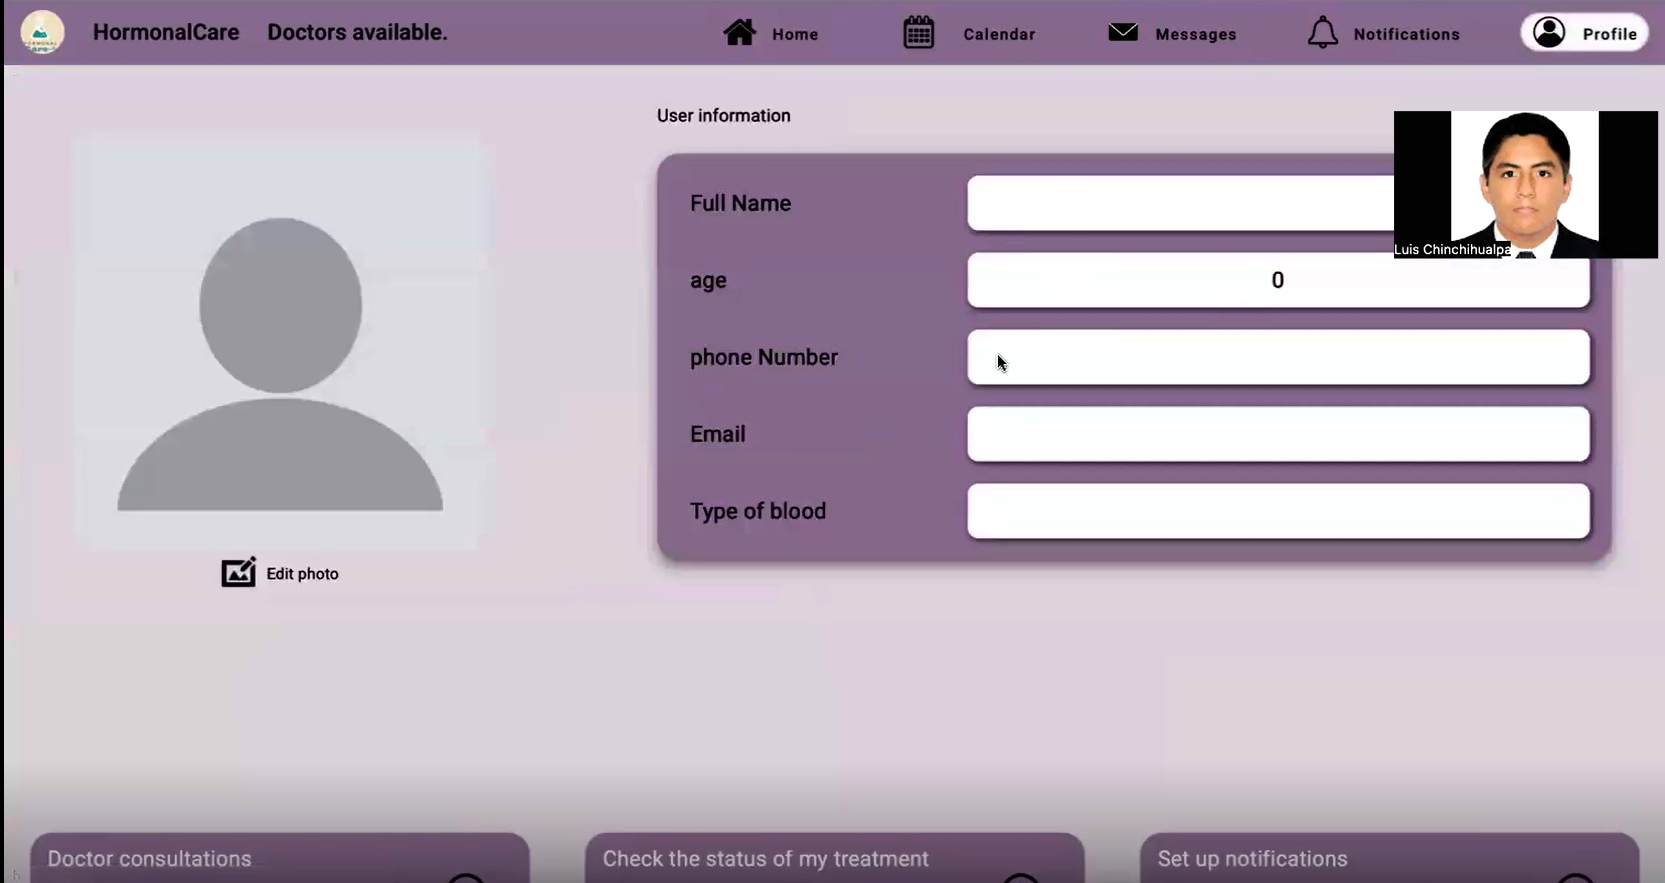 HormonalCare Doctors available. Home Calendar Messages Notifications Profile
User information
Full Name
Luis Chinchihualpa
age 0
phone Number
Email
Type of blood
Edit photo
Doctor consultations Check the status of my treatment Set up notifications